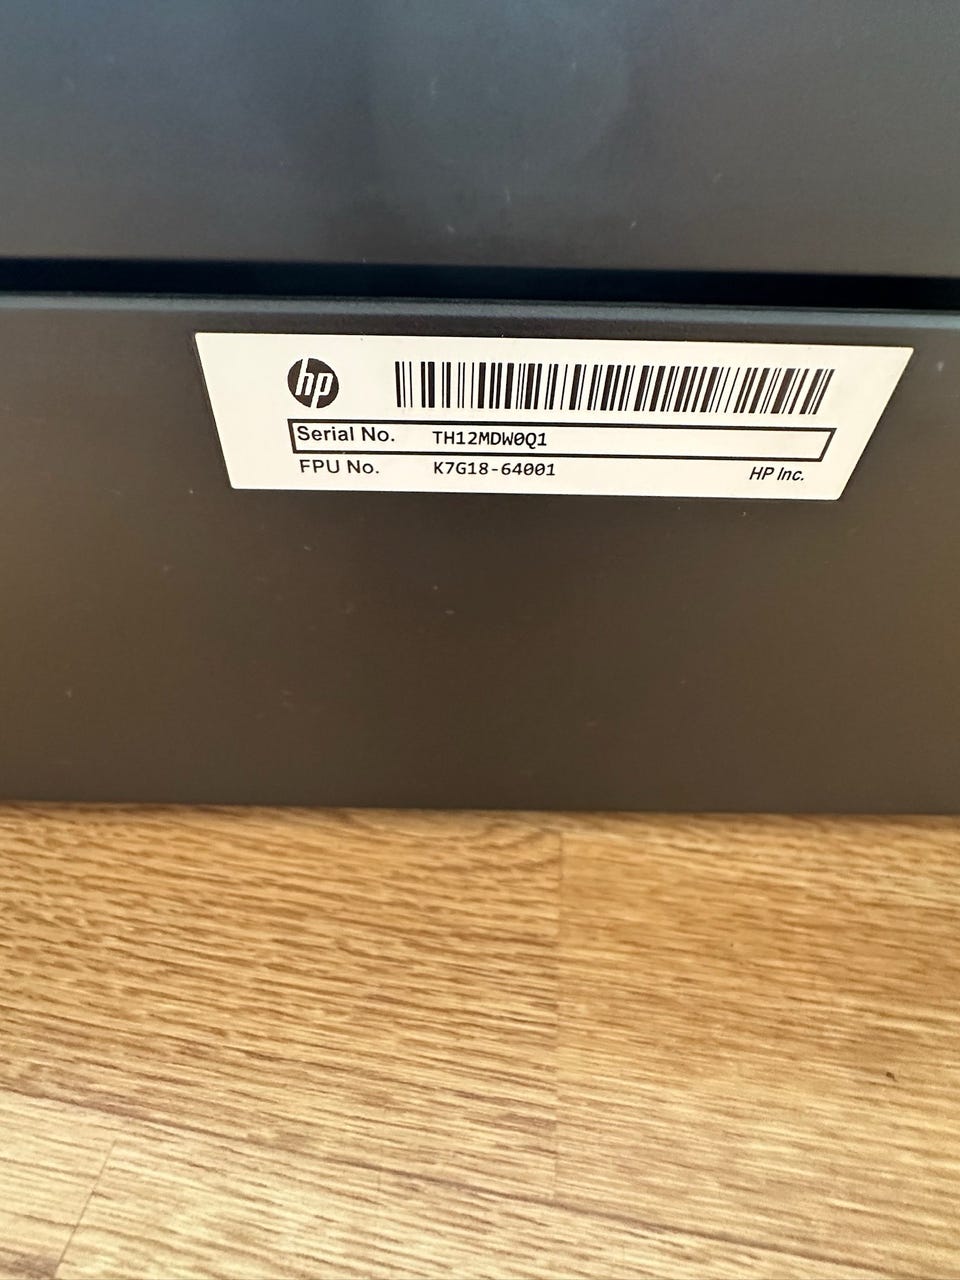 hp
Serial No. TH12MDW0Q1
FPU No. K7G18-64001
HP Inc.